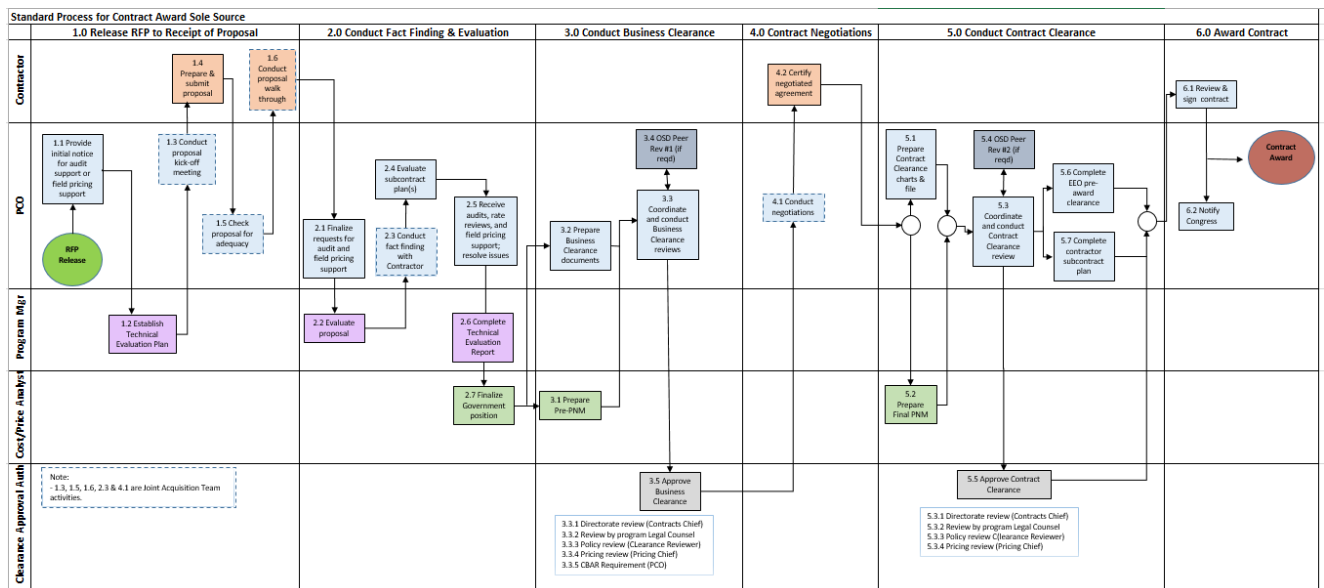 Standard Process for Contract Award Sole Source
1.0 Release RFP to Receipt of Proposal
2.0 Conduct Fact Finding & Evaluation
3.0 Conduct Business Clearance
4.0 Contract Negotiations
5.0 Conduct Contract Clearance
6.0 Award Contract
Contractor
1.4
Prepare &
submit
proposal
1.6
Conduct
proposal
walk
through
4.2 Certify
negotiated
agreement
6.1 Review &
sign contract
PCO
1.1 Provide
initial notice
for audit
support or
field pricing
support
RFP
Release
1.3 Conduct
proposal
kick-off
meeting
1.5 Check
proposal for
adequacy
2.1 Finalize
requests for
audit and
field pricing
support
2.4 Evaluate
subcontract
plan(s)
2.3 Conduct
fact finding
with
Contractor
2.5 Receive
audits, rate
reviews, and
field pricing
support;
resolve issues
3.2 Prepare
Business
Clearance
documents
3.4 OSD Peer
Rev #1 (if
reqd)
3.3
Coordinate
and conduct
Business
Clearance
reviews
4.1 Conduct
negotiations
5.1
Prepare
Contract
Clearance
charts &
file
5.4 OSD Peer
Rev #2 (if
reqd)
5.3
Coordinate
and conduct
Contract
Clearance
review
5.6 Complete
EEO pre-
award
clearance
5.7 Complete
contractor
subcontract
plan
Contract
Award
6.2 Notify
Congress
Program Mgr
1.2 Establish
Technical
Evaluation Plan
2.2 Evaluate
proposal
2.6 Complete
Technical
Evaluation
Report
Cost/Price Analyst
2.7 Finalize
Government
position
3.1 Prepare
Pre-PNM
5.2
Prepare
Final PNM
Clearance Approval Auth
Note:
- 1.3, 1.5, 1.6, 2.3 & 4.1 are Joint Acquisition Team
activities.
3.5 Approve
Business
Clearance
3.3.1 Directorate review (Contracts Chief)
3.3.2 Review by program Legal Counsel
3.3.3 Policy review (CLearance Reviewer)
3.3.4 Pricing review (Pricing Chief)
3.3.5 CBAR Requirement (PCO)
5.5 Approve Contract
Clearance
5.3.1 Directorate review (Contracts Chief)
5.3.2 Review by program Legal Counsel
5.3.3 Policy review C(learance Reviewer)
5.3.4 Pricing review (Pricing Chief)